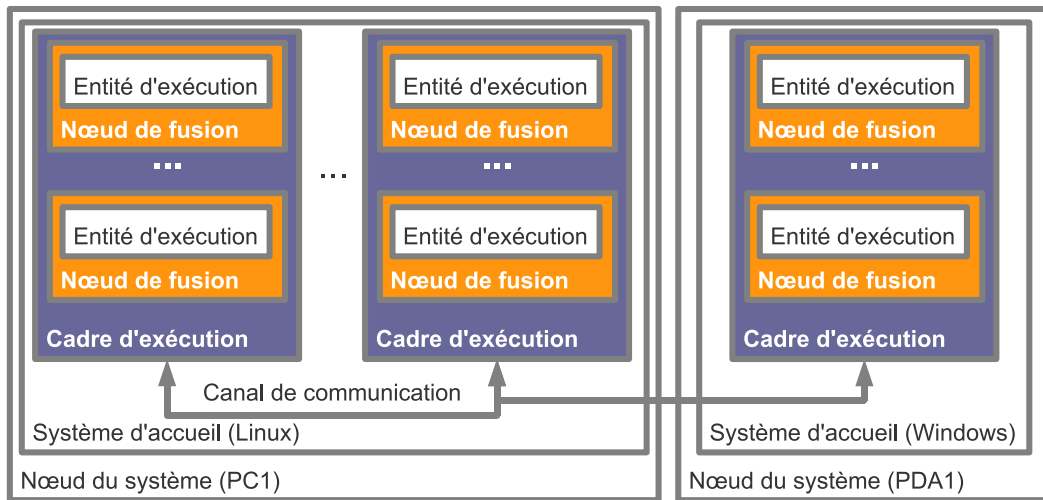 Entité d'exécution
Nœud de fusion
...
Entité d'exécution
Nœud de fusion
Cadre d'exécution
...
Entité d'exécution
Nœud de fusion
...
Entité d'exécution
Nœud de fusion
Cadre d'exécution
Canal de communication
Système d'accueil (Linux)
Nœud du système (PC1)
Entité d'exécution
Nœud de fusion
...
Entité d'exécution
Nœud de fusion
Cadre d'exécution
Système d'accueil (Windows)
Nœud du système (PDA1)